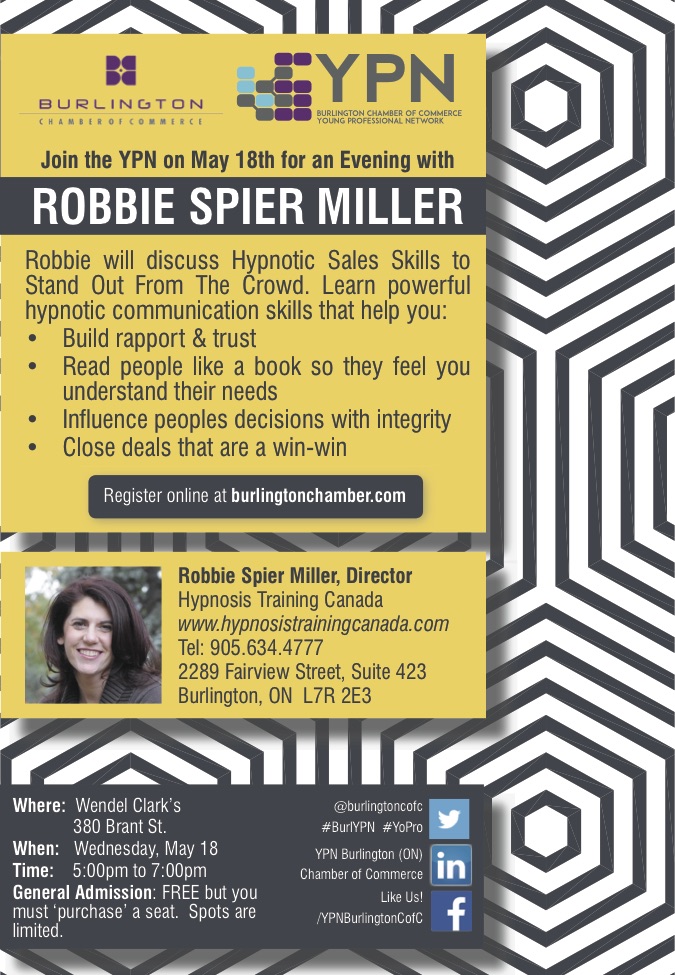 BURLINGTON
CHAMBER OF COMMERCE
YPN
BURLINGTON CHAMBER OF COMMERCE
YOUNG PROFESSIONAL NETWORK
Join the YPN on May 18th for an Evening with
ROBBIE SPIER MILLER
Robbie will discuss Hypnotic Sales Skills to
Stand Out From The Crowd. Learn powerful
hypnotic communication skills that help you:
• Build rapport & trust
• Read people like a book so they feel you
understand their needs
• Influence peoples decisions with integrity
• Close deals that are a win-win
Register online at burlingtonchamber.com
Robbie Spier Miller, Director
Hypnosis Training Canada
www.hypnosistrainingcanada.com
Tel: 905.634.4777
2289 Fairview Street, Suite 423
Burlington, ON L7R 2E3
Where: Wendel Clark's
380 Brant St.
When: Wednesday, May 18
Time: 5:00pm to 7:00pm
General Admission: FREE but you
must 'purchase' a seat. Spots are
limited.
@burlingtoncofc
#BurlYPN #YoPro
YPN Burlington (ON)
Chamber of Commerce
in
Like Us!
/YPNBurlingtonCofC
f